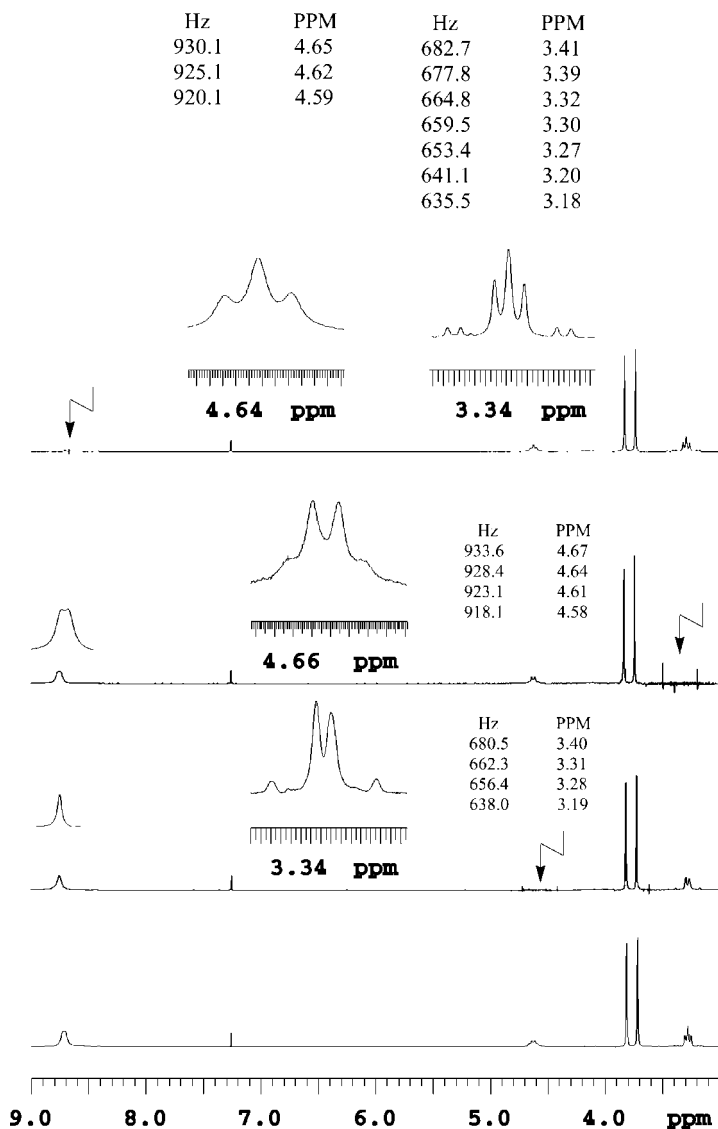 Hz PPM Hz PPM
930.1 4.65 682.7 3.41
925.1 4.62 677.8 3.39
920.1 4.59 664.8 3.32
659.5 3.30
653.4 3.27
641.1 3.20
635.5 3.18
4.64 ppm 3.34 ppm
Hz PPM
933.6 4.67
928.4 4.64
923.1 4.61
918.1 4.58
4.66 ppm
Hz PPM
680.5 3.40
662.3 3.31
656.4 3.28
638.0 3.19
3.34 ppm
9.0 8.0 7.0 6.0 5.0 4.0 ppm